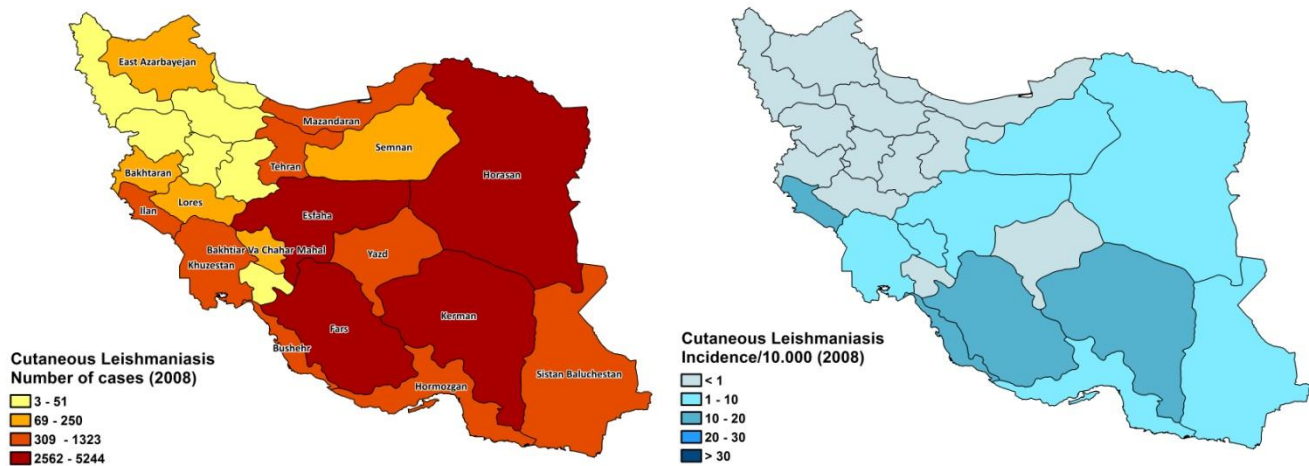 East Azarbayejan
Mazandaran
Semnan
Tehran
Horasan
Bakhtaran
Lores
Ilan
Esfaha
Bakhtiar Va Chahar Mahal
Khuzestan
Yazd
Kerman
Fars
Bushehr
Hormozgan
Sistan Baluchestan
Cutaneous Leishmaniasis
Number of cases (2008)
3 - 51
69 - 250
309 - 1323
2562 - 5244
Cutaneous Leishmaniasis
Incidence/10.000 (2008)
< 1
1 - 10
10 - 20
20 - 30
> 30